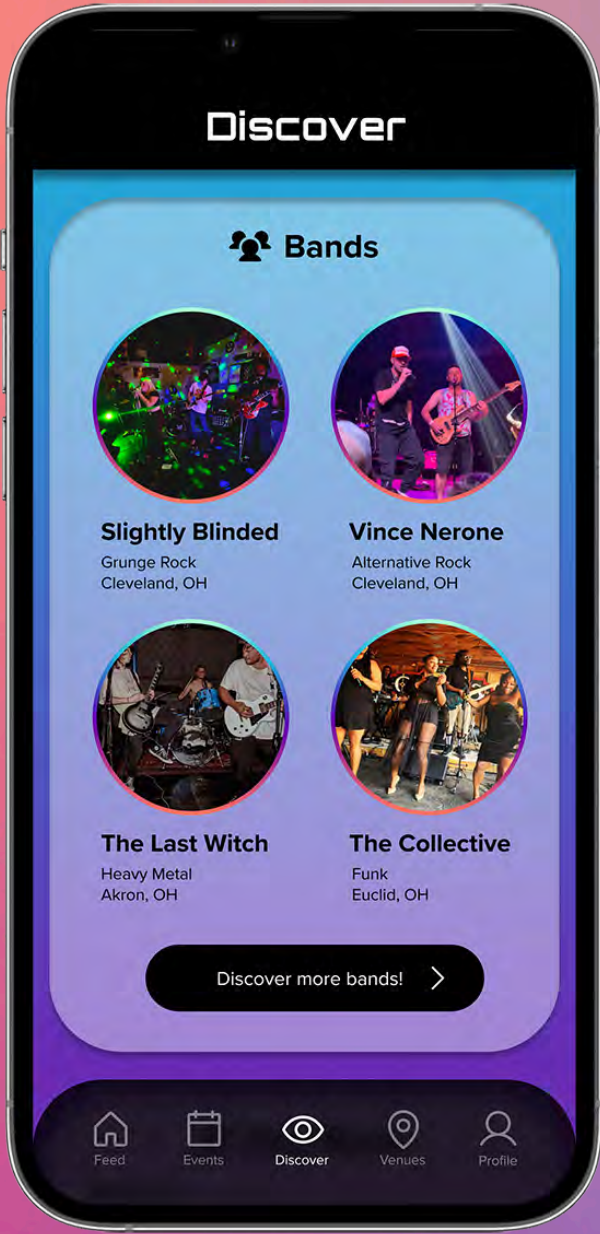 Discover
Bands
Slightly Blinded
Grunge Rock
Cleveland, OH
Vince Nerone
Alternative Rock
Cleveland, OH
The Last Witch
Heavy Metal
Akron, OH
The Collective
Funk
Euclid, OH
Discover more bands!
Feed
Events
Discover
Venues
Profile